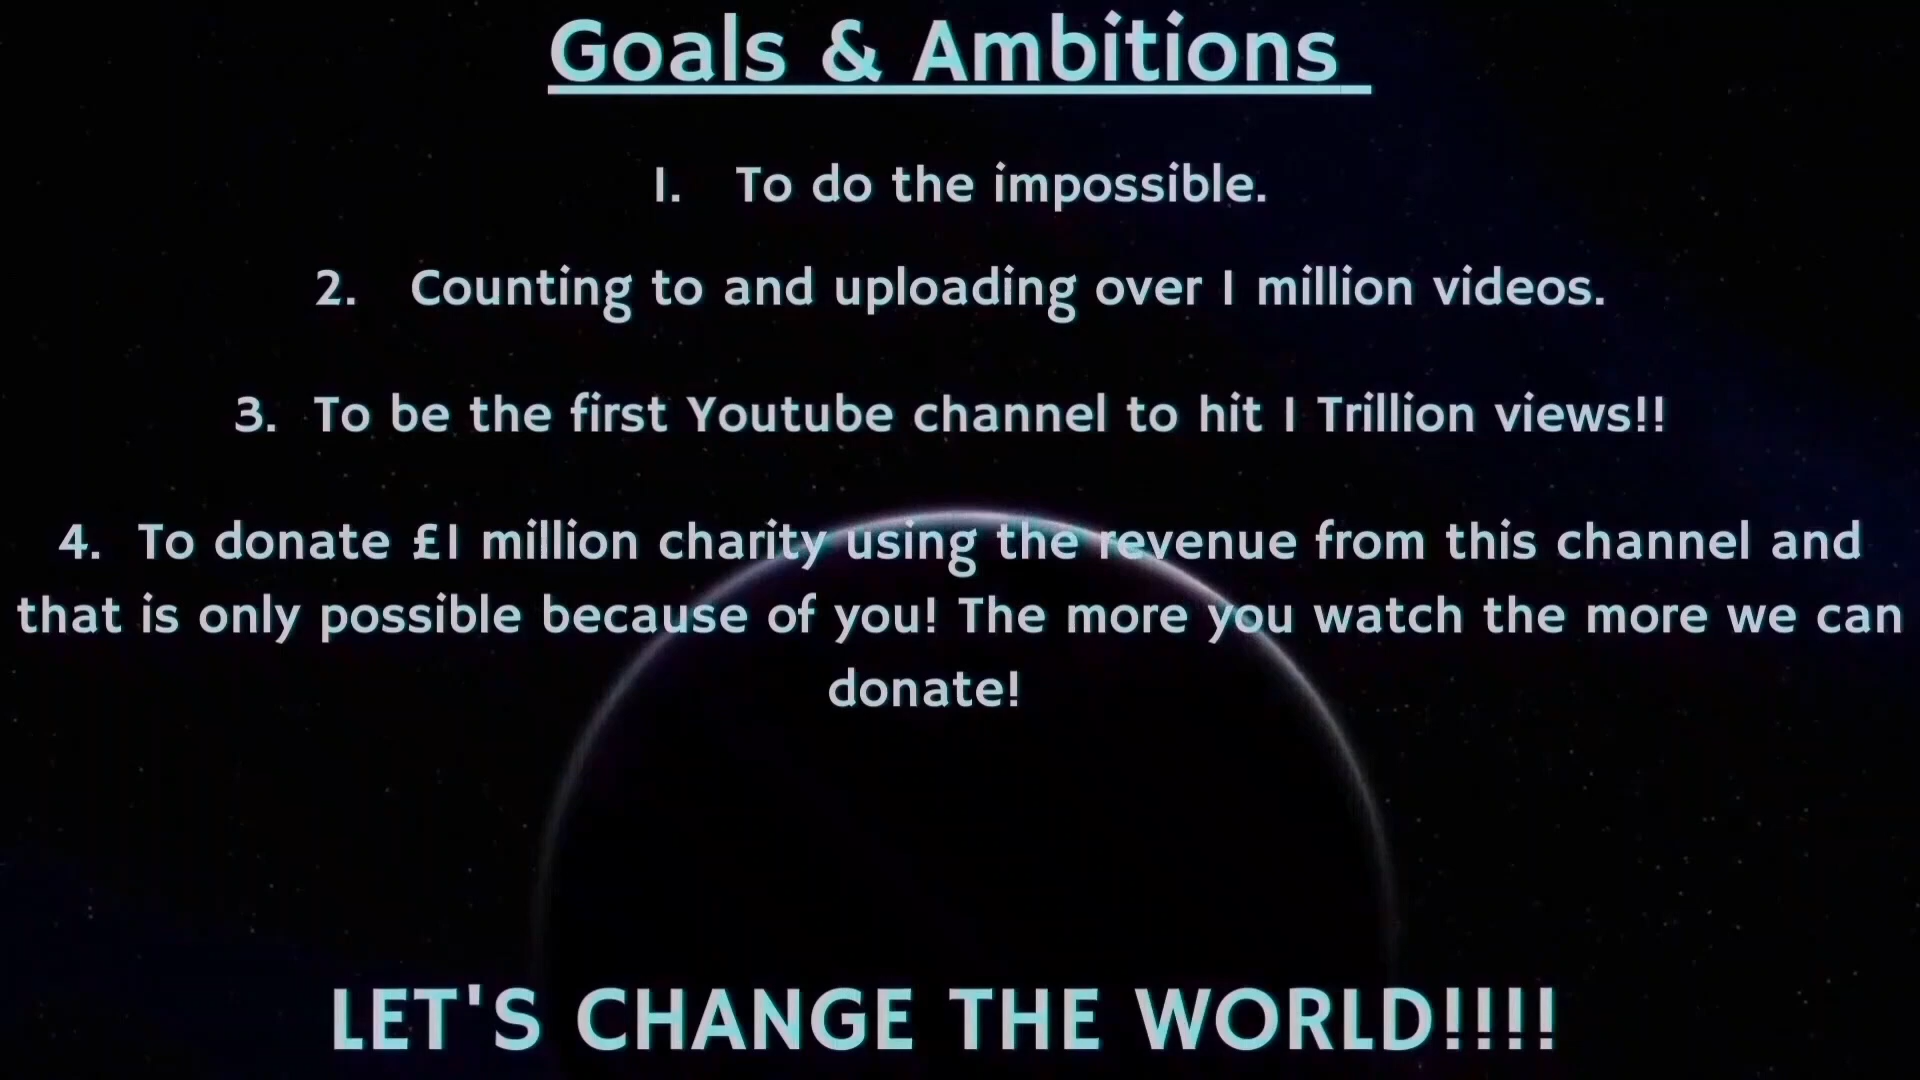 Goals & Ambitions
1. To do the impossible.
2. Counting to and uploading over 1 million videos.
3. To be the first Youtube channel to hit 1 Trillion views!!
4. To donate £1 million charity using the revenue from this channel and
that is only possible because of you! The more you watch the more we can
donate!
LET'S CHANGE THE WORLD!!!!